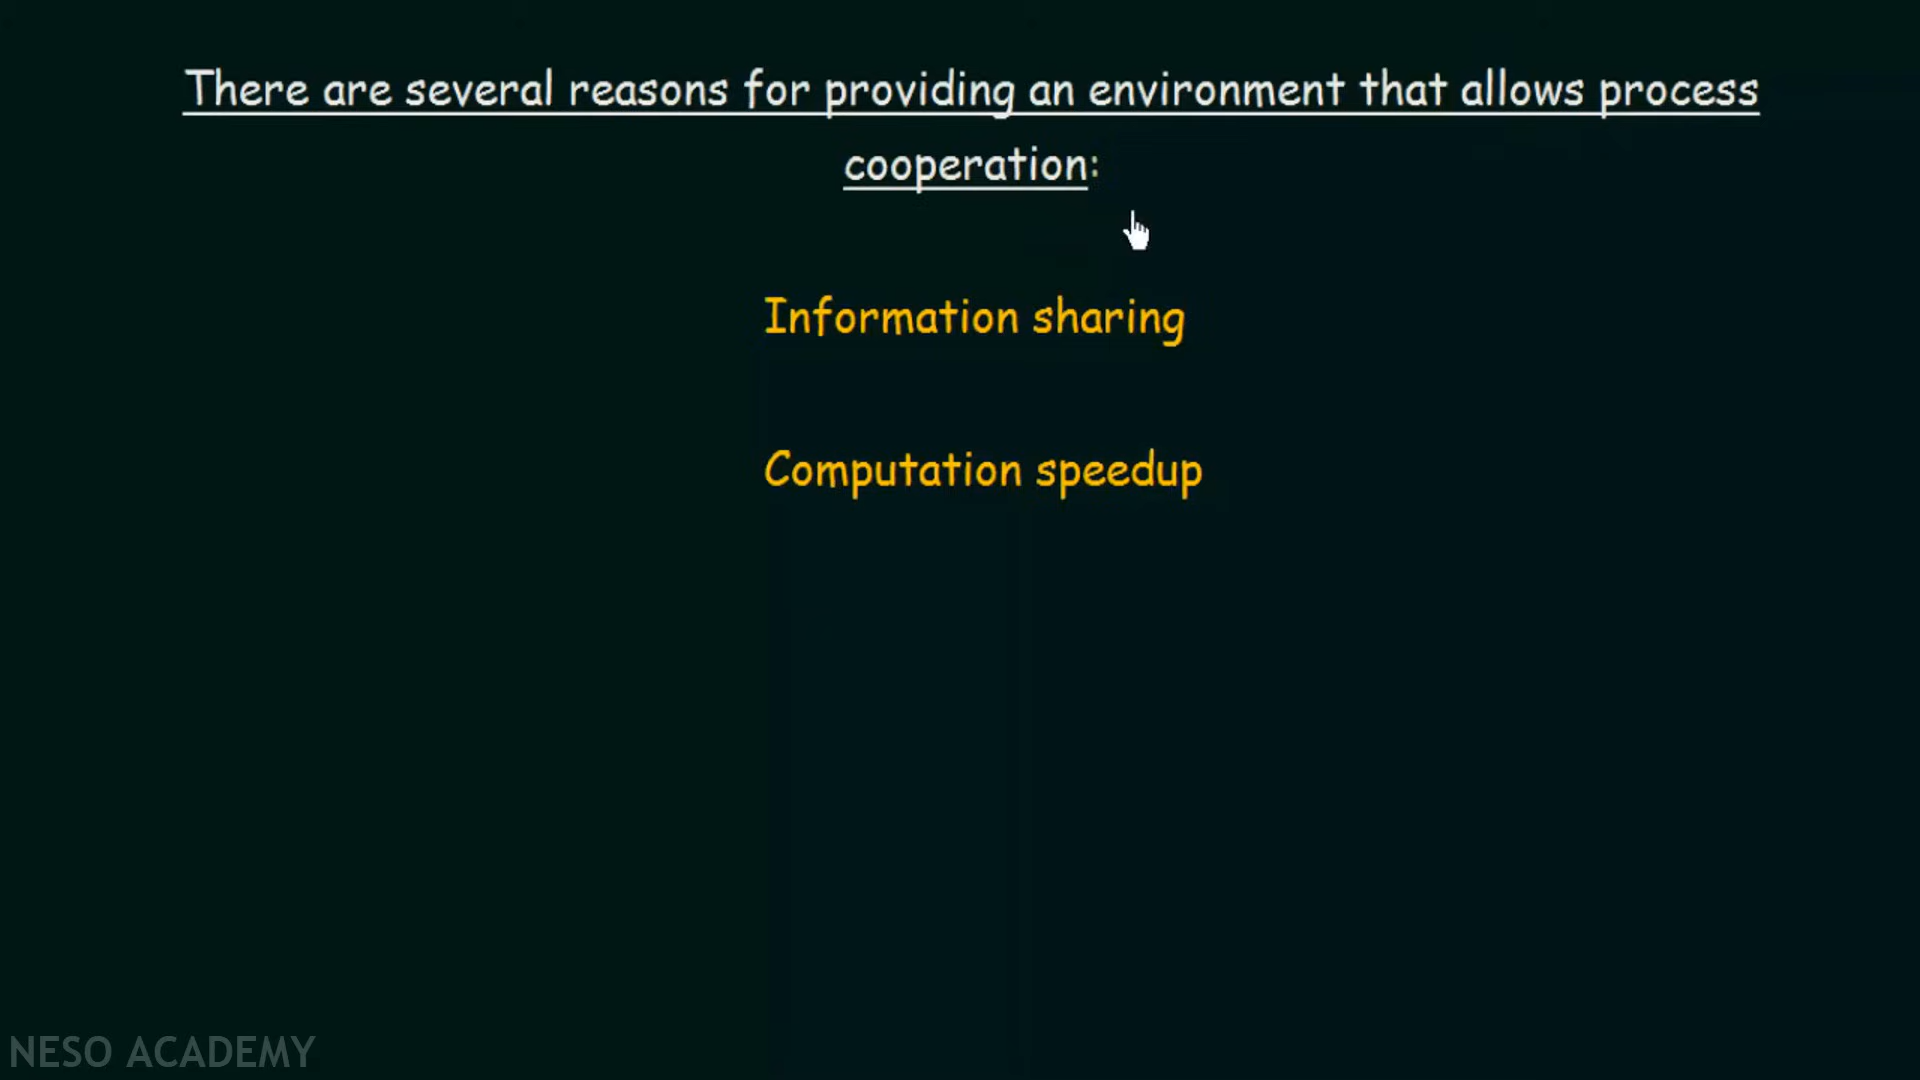 There are several reasons for providing an environment that allows process
cooperation:
Information sharing
Computation speedup
NESO ACADEMY